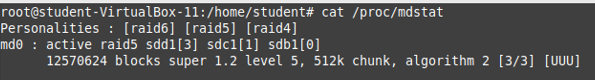 root@student-VirtualBox-11:/home/student# cat /proc/mdstat
Personalities : [raid6] [raid5] [raid4]
md0 : active raid5 sdd1[3] sdc1[1] sdb1[0]
      12570624 blocks super 1.2 level 5, 512k chunk, algorithm 2 [3/3] [UUU]